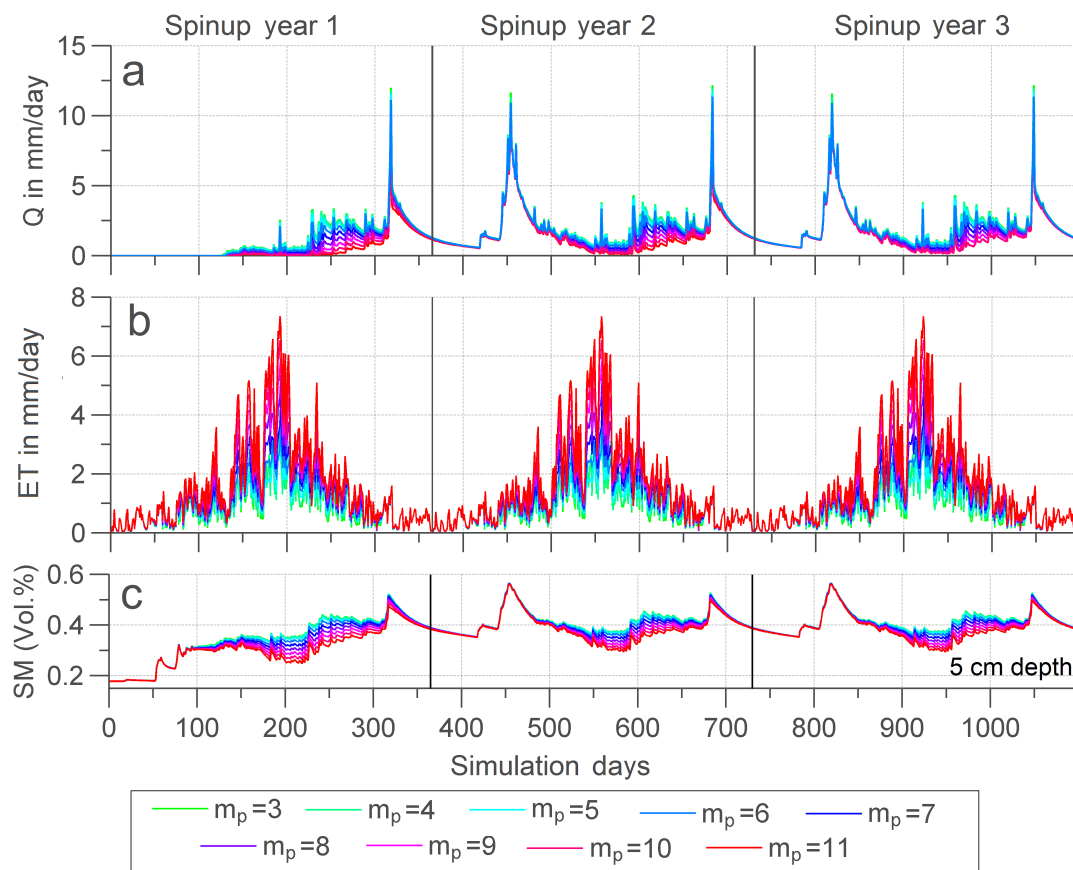 Spinup year 1 Spinup year 2 Spinup year 3
a
Q in mm/day
15
10
5
0
b
ET in mm/day
8
6
4
2
0
c
SM (Vol.%)
0.6
0.4
0.2
5 cm depth
0 100 200 300 400 500 600 700 800 900 1000
Simulation days
mp=3 mp=4 mp=5 mp=6 mp=7
mp=8 mp=9 mp=10 mp=11